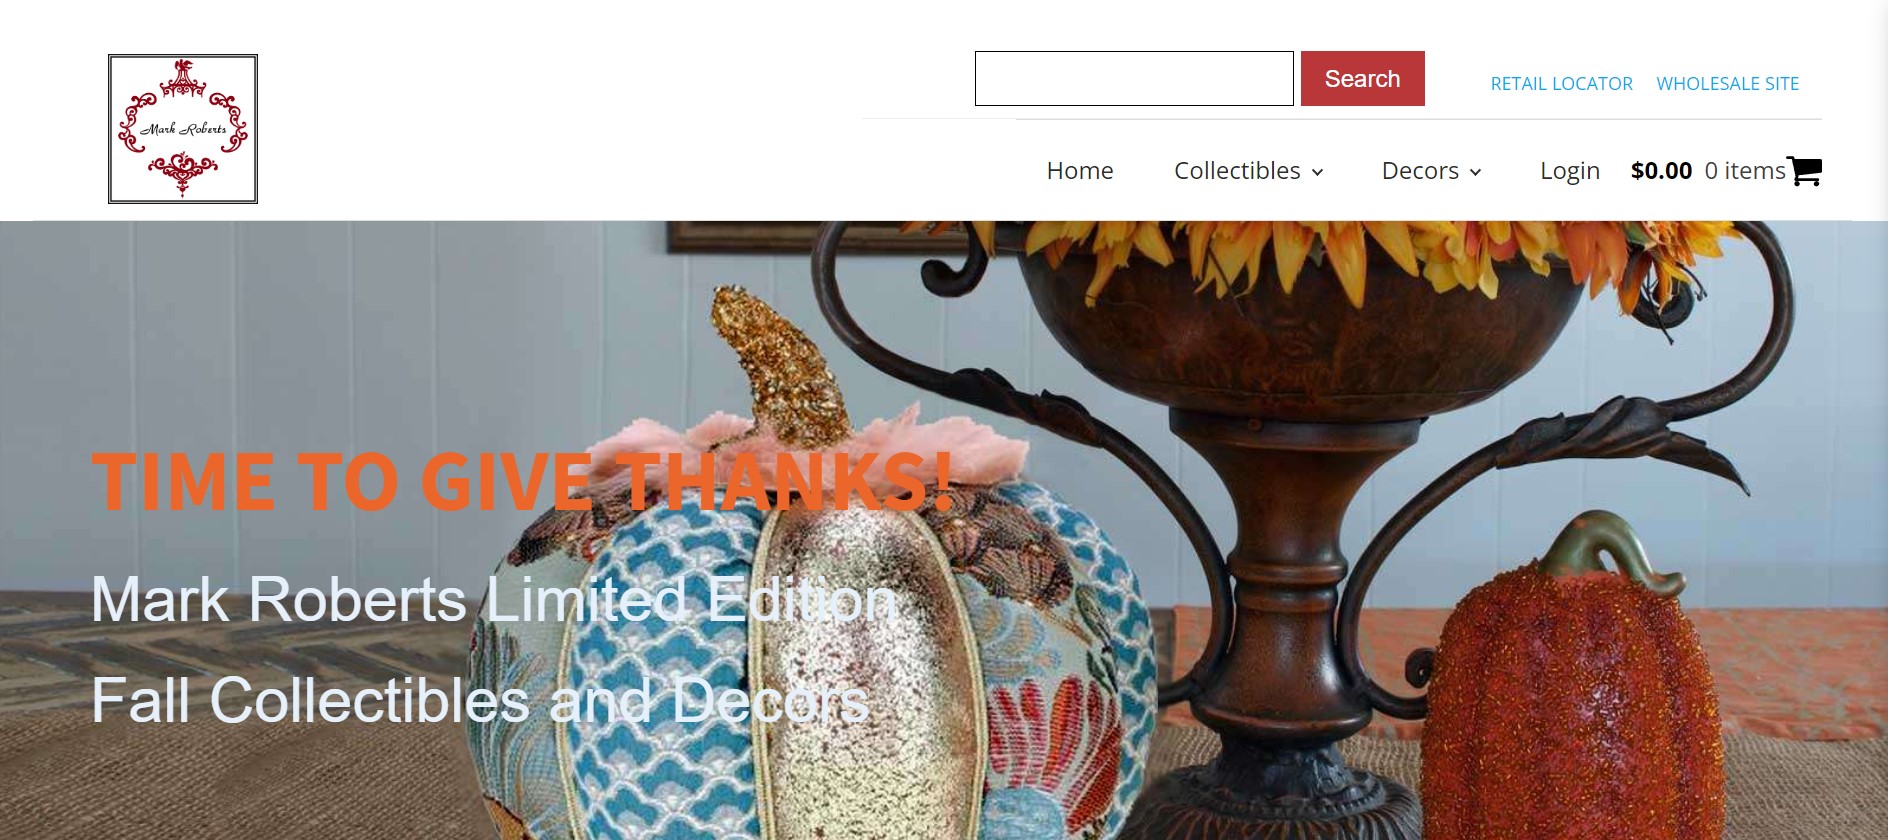 Mark Roberts
Search
RETAIL LOCATOR WHOLESALE SITE
Home Collectibles Decors Login $0.00 0 items
TIME TO GIVE THANKS!
Mark Roberts Limited Edition
Fall Collectibles and Decors